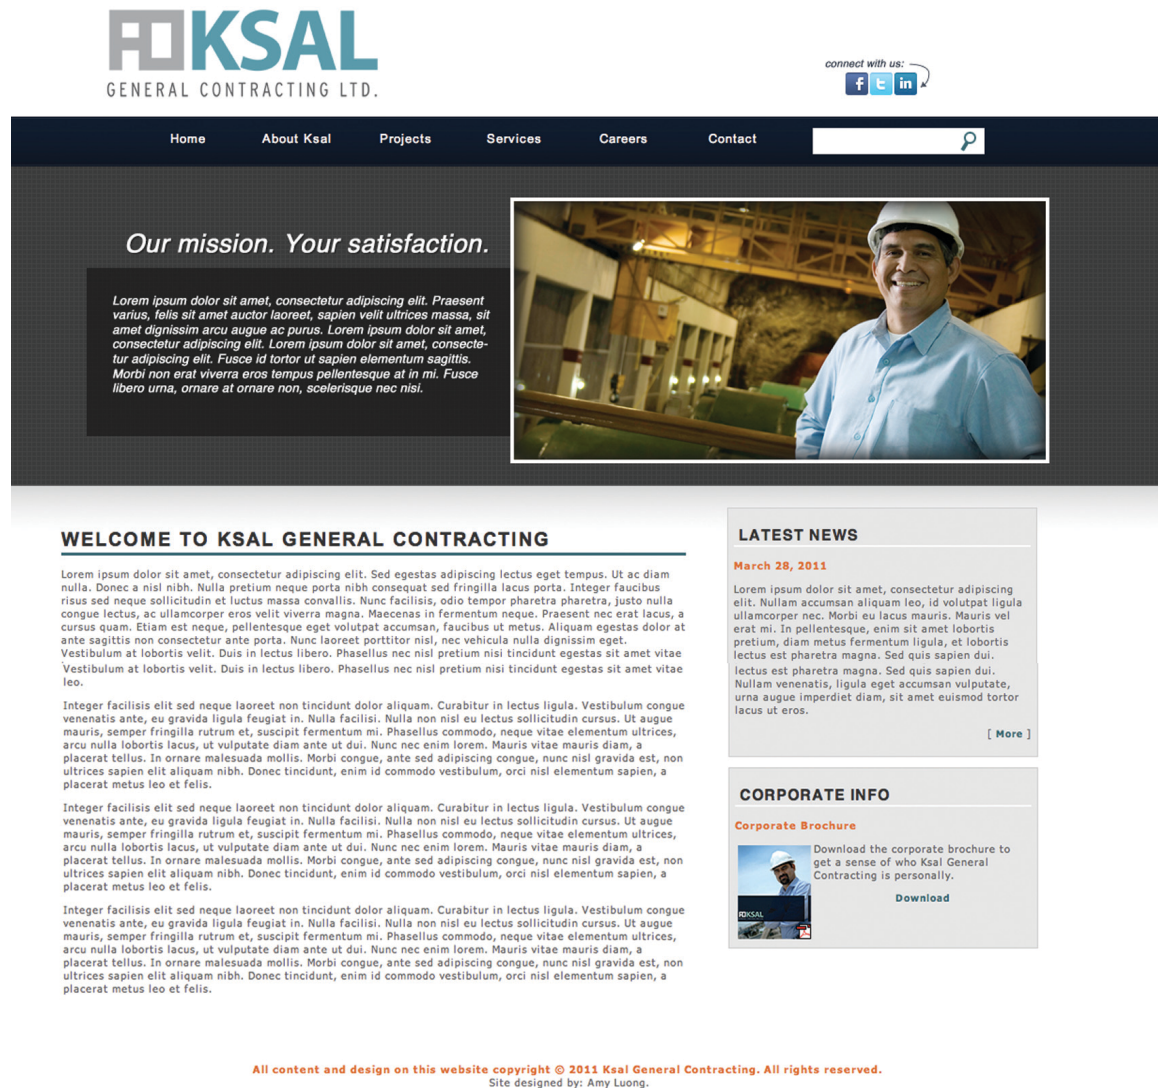 KSAL
GENERAL CONTRACTING LTD.
connect with us:
f t in
Home About Ksal Projects Services Careers Contact
Our mission. Your satisfaction.
Lorem ipsum dolor sit amet, consectetur adipiscing elit. Praesent
varius, felis sit amet auctor laoreet, sapien velit ultrices massa, sit
amet dignissim arcu augue ac purus. Lorem ipsum dolor sit amet,
consectetur adipiscing elit. Lorem ipsum dolor sit amet, consecte-
tur adipiscing elit. Fusce id tortor ut sapien elementum sagittis.
Morbi non erat viverra eros tempus pellentesque at in mi. Fusce
libero urna, ornare at ornare non, scelerisque nec nisi.
WELCOME TO KSAL GENERAL CONTRACTING
Lorem ipsum dolor sit amet, consectetur adipiscing elit. Sed egestas adipiscing lectus eget tempus. Ut ac diam
nulla. Donec a nisl nibh. Nulla pretium neque porta nibh consequat sed fringilla lacus porta. Integer faucibus
risus sed neque sollicitudin et luctus massa convallis. Nunc facilisis, odio tempor pharetra pharetra, justo nulla
congue lectus, ac ullamcorper eros velit viverra magna. Maecenas in fermentum neque. Praesent nec erat lacus, a
cursus quam. Etiam est neque, pellentesque eget volutpat accumsan, faucibus ut metus. Aliquam egestas dolor at
ante sagittis non consectetur ante porta. Nunc laoreet porttitor nisl, nec vehicula nulla dignissim eget.
Vestibulum at lobortis velit. Duis in lectus libero. Phasellus nec nisl pretium nisi tincidunt egestas sit amet vitae
Vestibulum at lobortis velit. Duis in lectus libero. Phasellus nec nisl pretium nisi tincidunt egestas sit amet vitae
leo.
Integer facilisis elit sed neque laoreet non tincidunt dolor aliquam. Curabitur in lectus ligula. Vestibulum congue
venenatis ante, eu gravida ligula feugiat in. Nulla facilisi. Nulla non nisl eu lectus sollicitudin cursus. Ut augue
mauris, semper fringilla rutrum et, suscipit fermentum mi. Phasellus commodo, neque vitae elementum ultrices,
arcu nulla lobortis lacus, ut vulputate diam ante ut dui. Nunc nec enim lorem. Mauris vitae mauris diam, a
placerat tellus. In ornare malesuada mollis. Morbi congue, ante sed adipiscing congue, nunc nisl gravida est, non
ultrices sapien elit aliquam nibh. Donec tincidunt, enim id commodo vestibulum, orci nisl elementum sapien, a
placerat metus leo et felis.
Integer facilisis elit sed neque laoreet non tincidunt dolor aliquam. Curabitur in lectus ligula. Vestibulum congue
venenatis ante, eu gravida ligula feugiat in. Nulla facilisi. Nulla non nisl eu lectus sollicitudin cursus. Ut augue
mauris, semper fringilla rutrum et, suscipit fermentum mi. Phasellus commodo, neque vitae elementum ultrices,
arcu nulla lobortis lacus, ut vulputate diam ante ut dui. Nunc nec enim lorem. Mauris vitae mauris diam, a
placerat tellus. In ornare malesuada mollis. Morbi congue, ante sed adipiscing congue, nunc nisl gravida est, non
ultrices sapien elit aliquam nibh. Donec tincidunt, enim id commodo vestibulum, orci nisl elementum sapien, a
placerat metus leo et felis.
Integer facilisis elit sed neque laoreet non tincidunt dolor aliquam. Curabitur in lectus ligula. Vestibulum congue
venenatis ante, eu gravida ligula feugiat in. Nulla facilisi. Nulla non nisl eu lectus sollicitudin cursus. Ut augue
mauris, semper fringilla rutrum et, suscipit fermentum mi. Phasellus commodo, neque vitae elementum ultrices,
arcu nulla lobortis lacus, ut vulputate diam ante ut dui. Nunc nec enim lorem. Mauris vitae mauris diam, a
placerat tellus. In ornare malesuada mollis. Morbi congue, ante sed adipiscing congue, nunc nisl gravida est, non
ultrices sapien elit aliquam nibh. Donec tincidunt, enim id commodo vestibulum, orci nisl elementum sapien, a
placerat metus leo et felis.
LATEST NEWS
March 28, 2011
Lorem ipsum dolor sit amet, consectetur adipiscing
elit. Nullam accumsan aliquam leo, id volutpat ligula
ullamcorper nec. Morbi eu lacus mauris. Mauris vel
erat mi. In pellentesque, enim sit amet lobortis
pretium, diam metus fermentum ligula, et lobortis
lectus est pharetra magna. Sed quis sapien dui.
lectus est pharetra magna. Sed quis sapien dui.
Nullam venenatis, ligula eget accumsan vulputate,
urna augue imperdiet diam, sit amet euismod tortor
lacus ut eros.
[ More ]
CORPORATE INFO
Corporate Brochure
Download the corporate brochure to
get a sense of who Ksal General
Contracting is personally.
Download
KSAL
All content and design on this website copyright © 2011 Ksal General Contracting. All rights reserved.
Site designed by: Amy Luong.